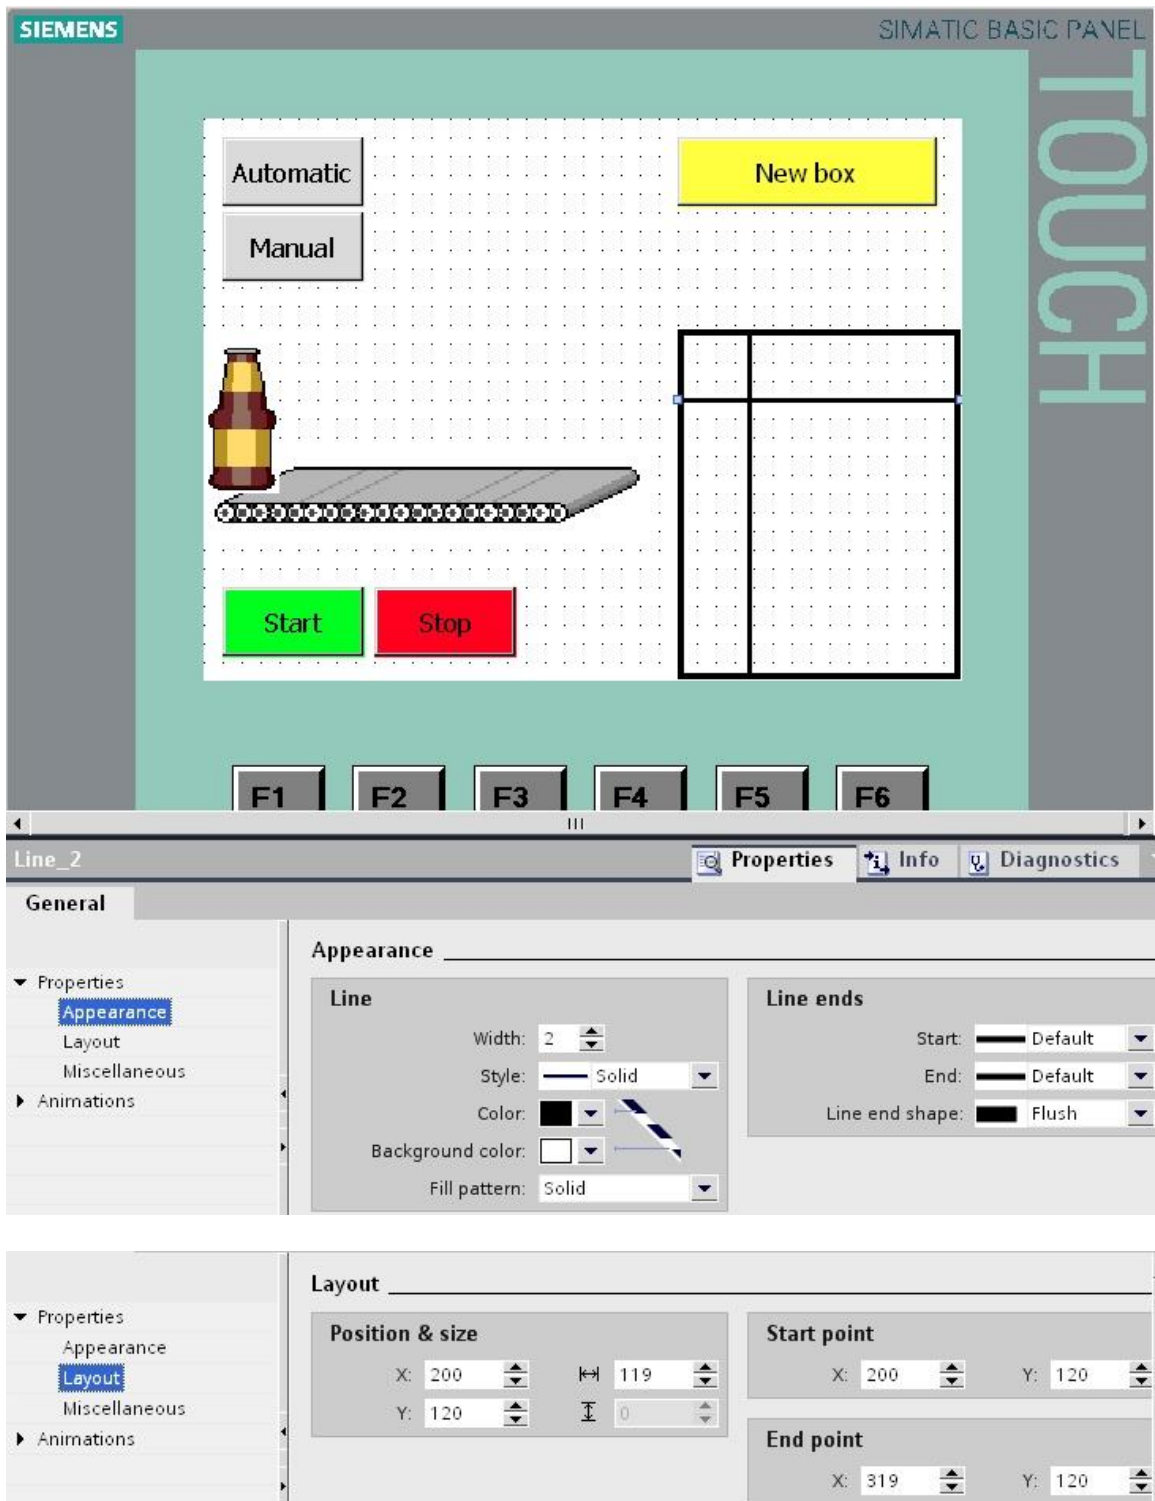 SIEMENS
SIMATIC BASIC PANEL
TOUCH
Automatic
New box
Manual
Start
Stop
F1 F2 F3 F4 F5 F6
Line_2
Properties Info Diagnostics
General
Appearance
Properties
Appearance
Layout
Miscellaneous
Animations
Line
Width: 2
Style: Solid
Color:
Background color:
Fill pattern: Solid
Line ends
Start: Default
End: Default
Line end shape: Flush
Layout
Properties
Appearance
Layout
Miscellaneous
Animations
Position & size
X: 200 119
Y: 120 0
Start point
X: 200 Y: 120
End point
X: 319 Y: 120